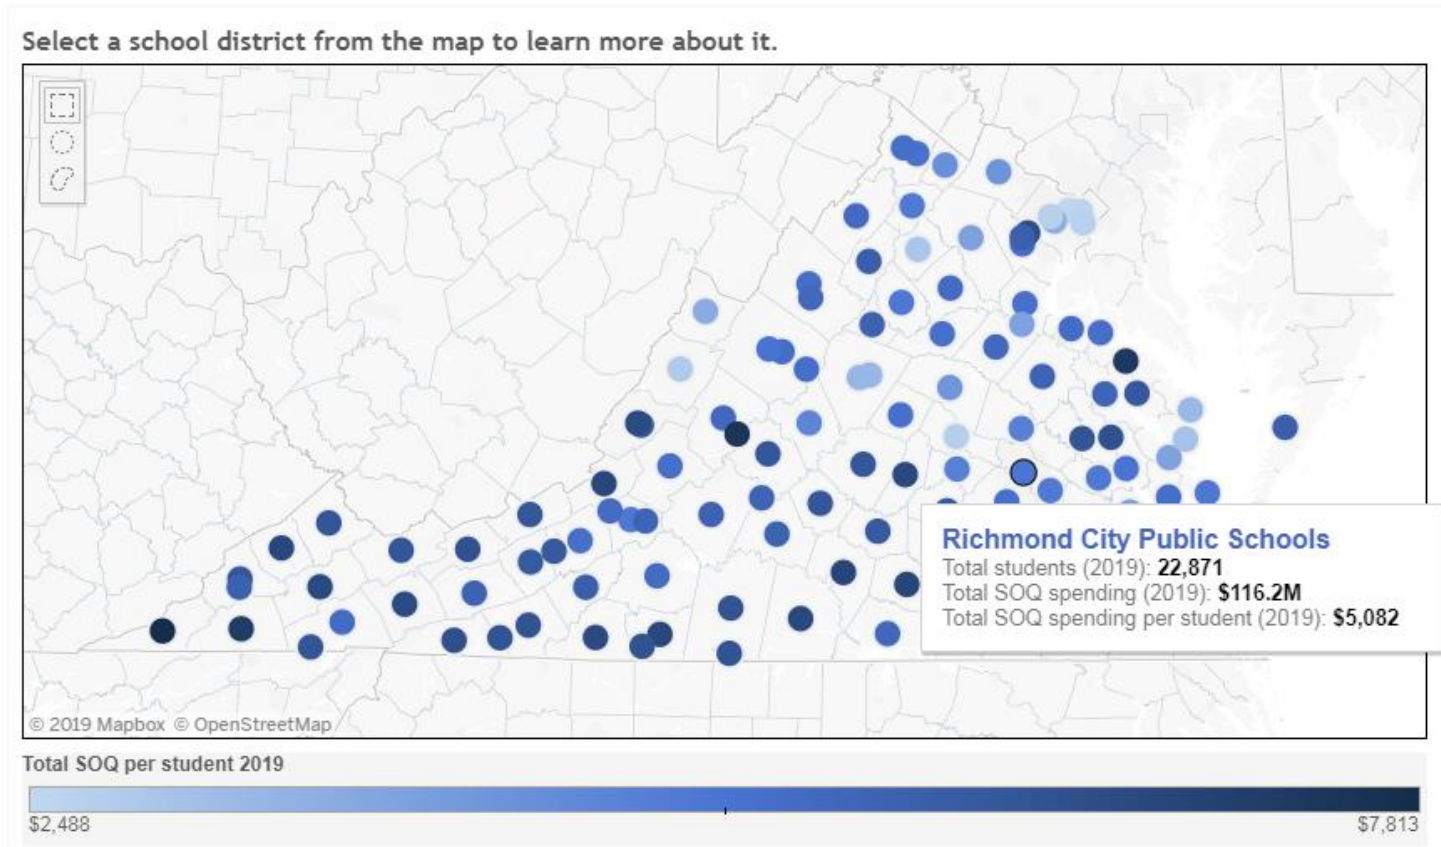 Select a school district from the map to learn more about it.
Richmond City Public Schools
Total students (2019): 22,871
Total SOQ spending (2019): $116.2M
Total SOQ spending per student (2019): $5,082
© 2019 Mapbox © OpenStreetMap
Total SOQ per student 2019
$2,488 $7,813